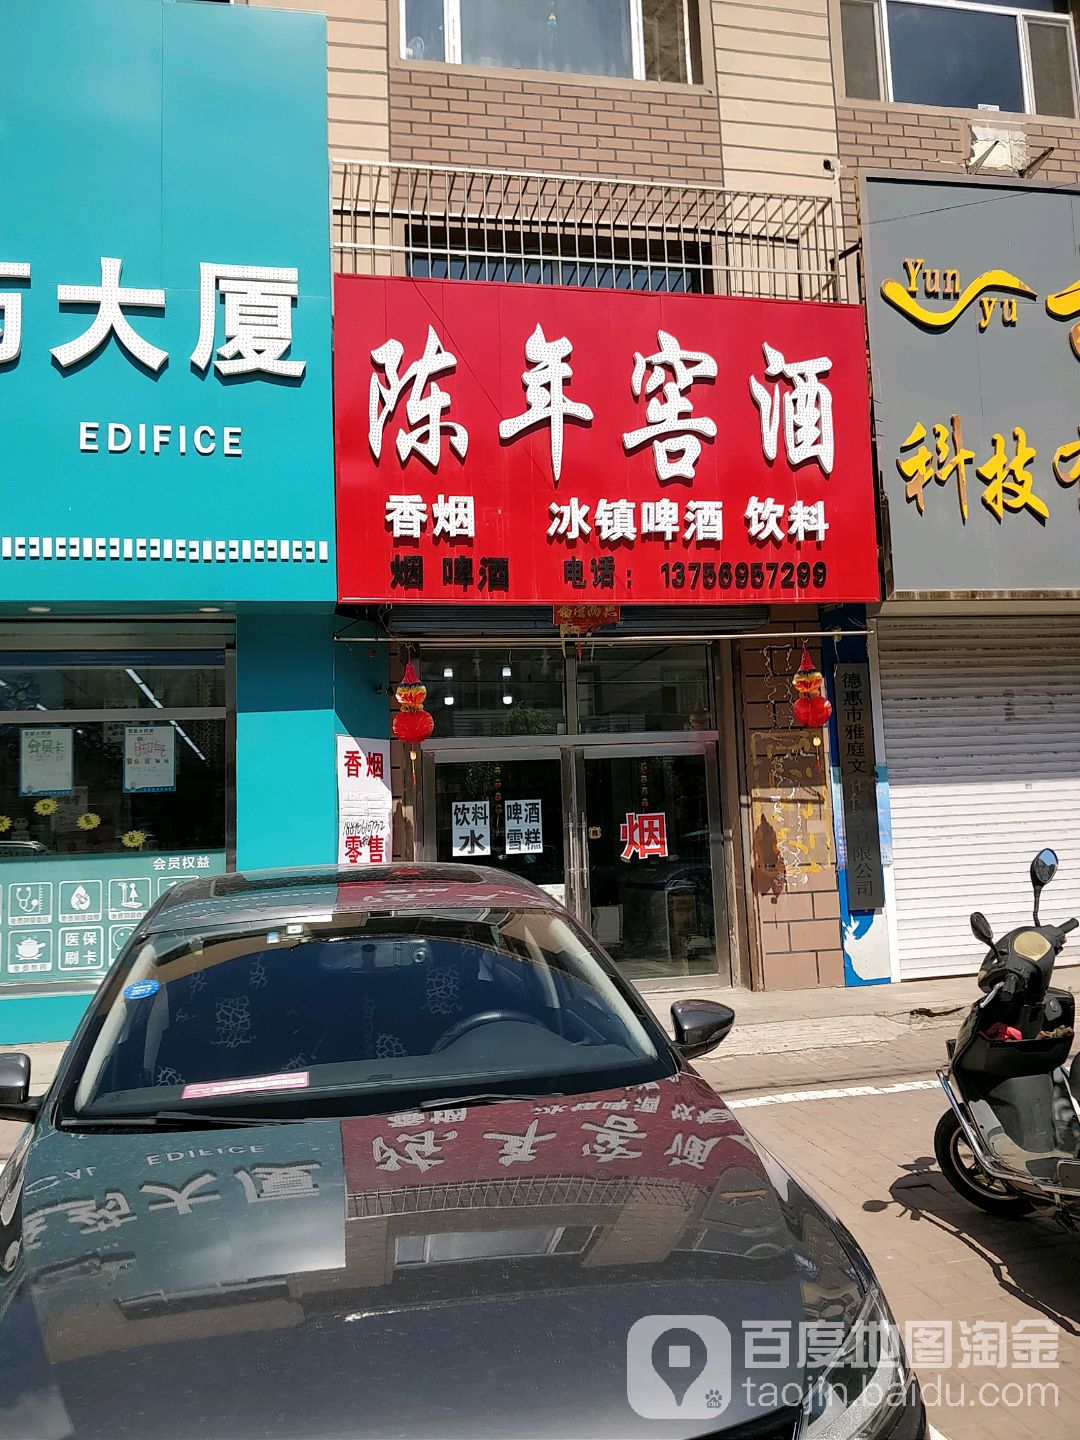 大厦
EDIFICE
陈年窖酒
香烟 冰镇啤酒 饮料
烟 啤酒 电话: 13756957299
Yun
yu
科技
德惠市雅庭文
限公司
香烟
零售
饮料
水
啤酒
雪糕
烟
会员卡
会员权益
医保
刷卡
百度地图淘金
taojin.baidu.com